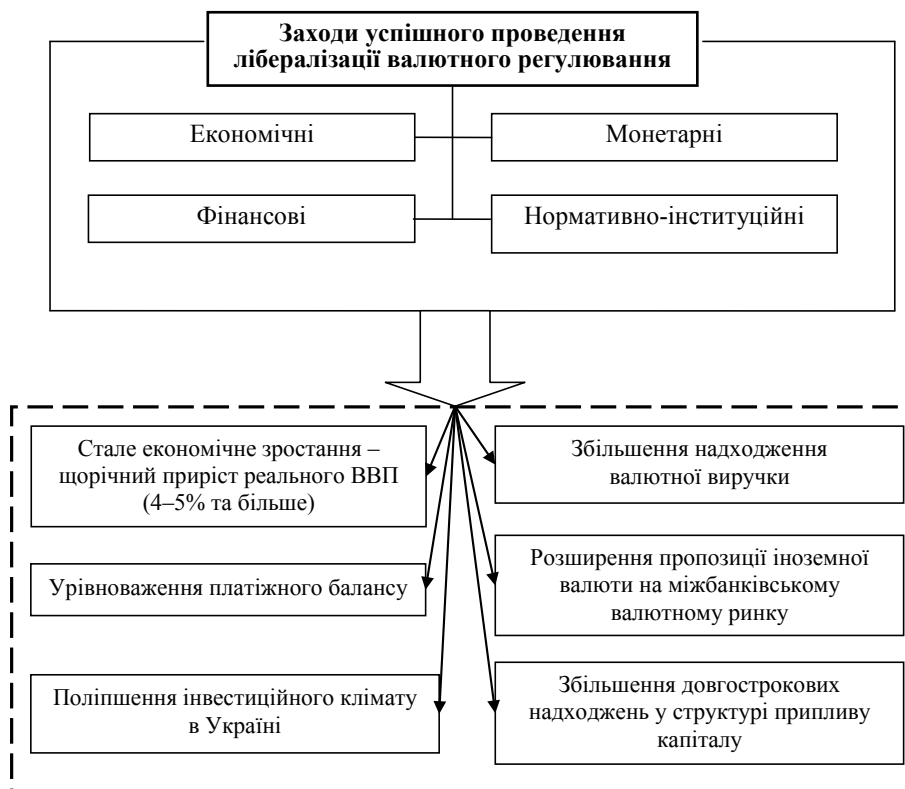 Заходи успішного проведення
лібералізації валютного регулювання
Економічні
Монетарні
Фінансові
Нормативно-інституційні
Стале економічне зростання –
щорічний приріст реального ВВП
(4–5% та більше)
Збільшення надходження
валютної виручки
Урівноваження платіжного балансу
Розширення пропозиції іноземної
валюти на міжбанківському
валютному ринку
Поліпшення інвестиційного клімату
в Україні
Збільшення довгострокових
надходжень у структурі припливу
капіталу